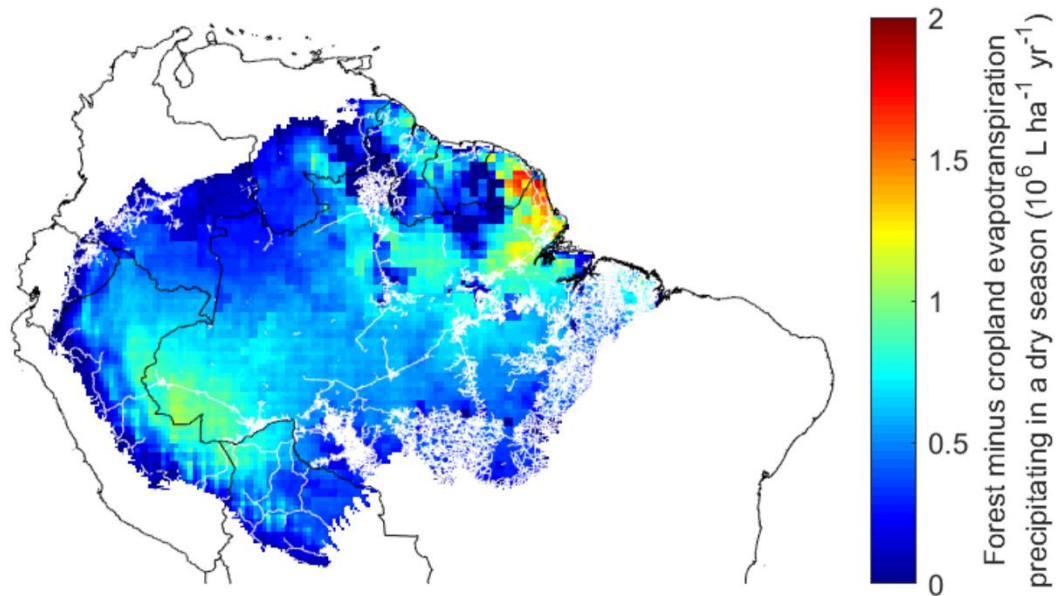 2
1.5
1
0.5
0
Forest minus cropland evapotranspiration
precipitating in a dry season (10⁶ L ha⁻¹ yr⁻¹)